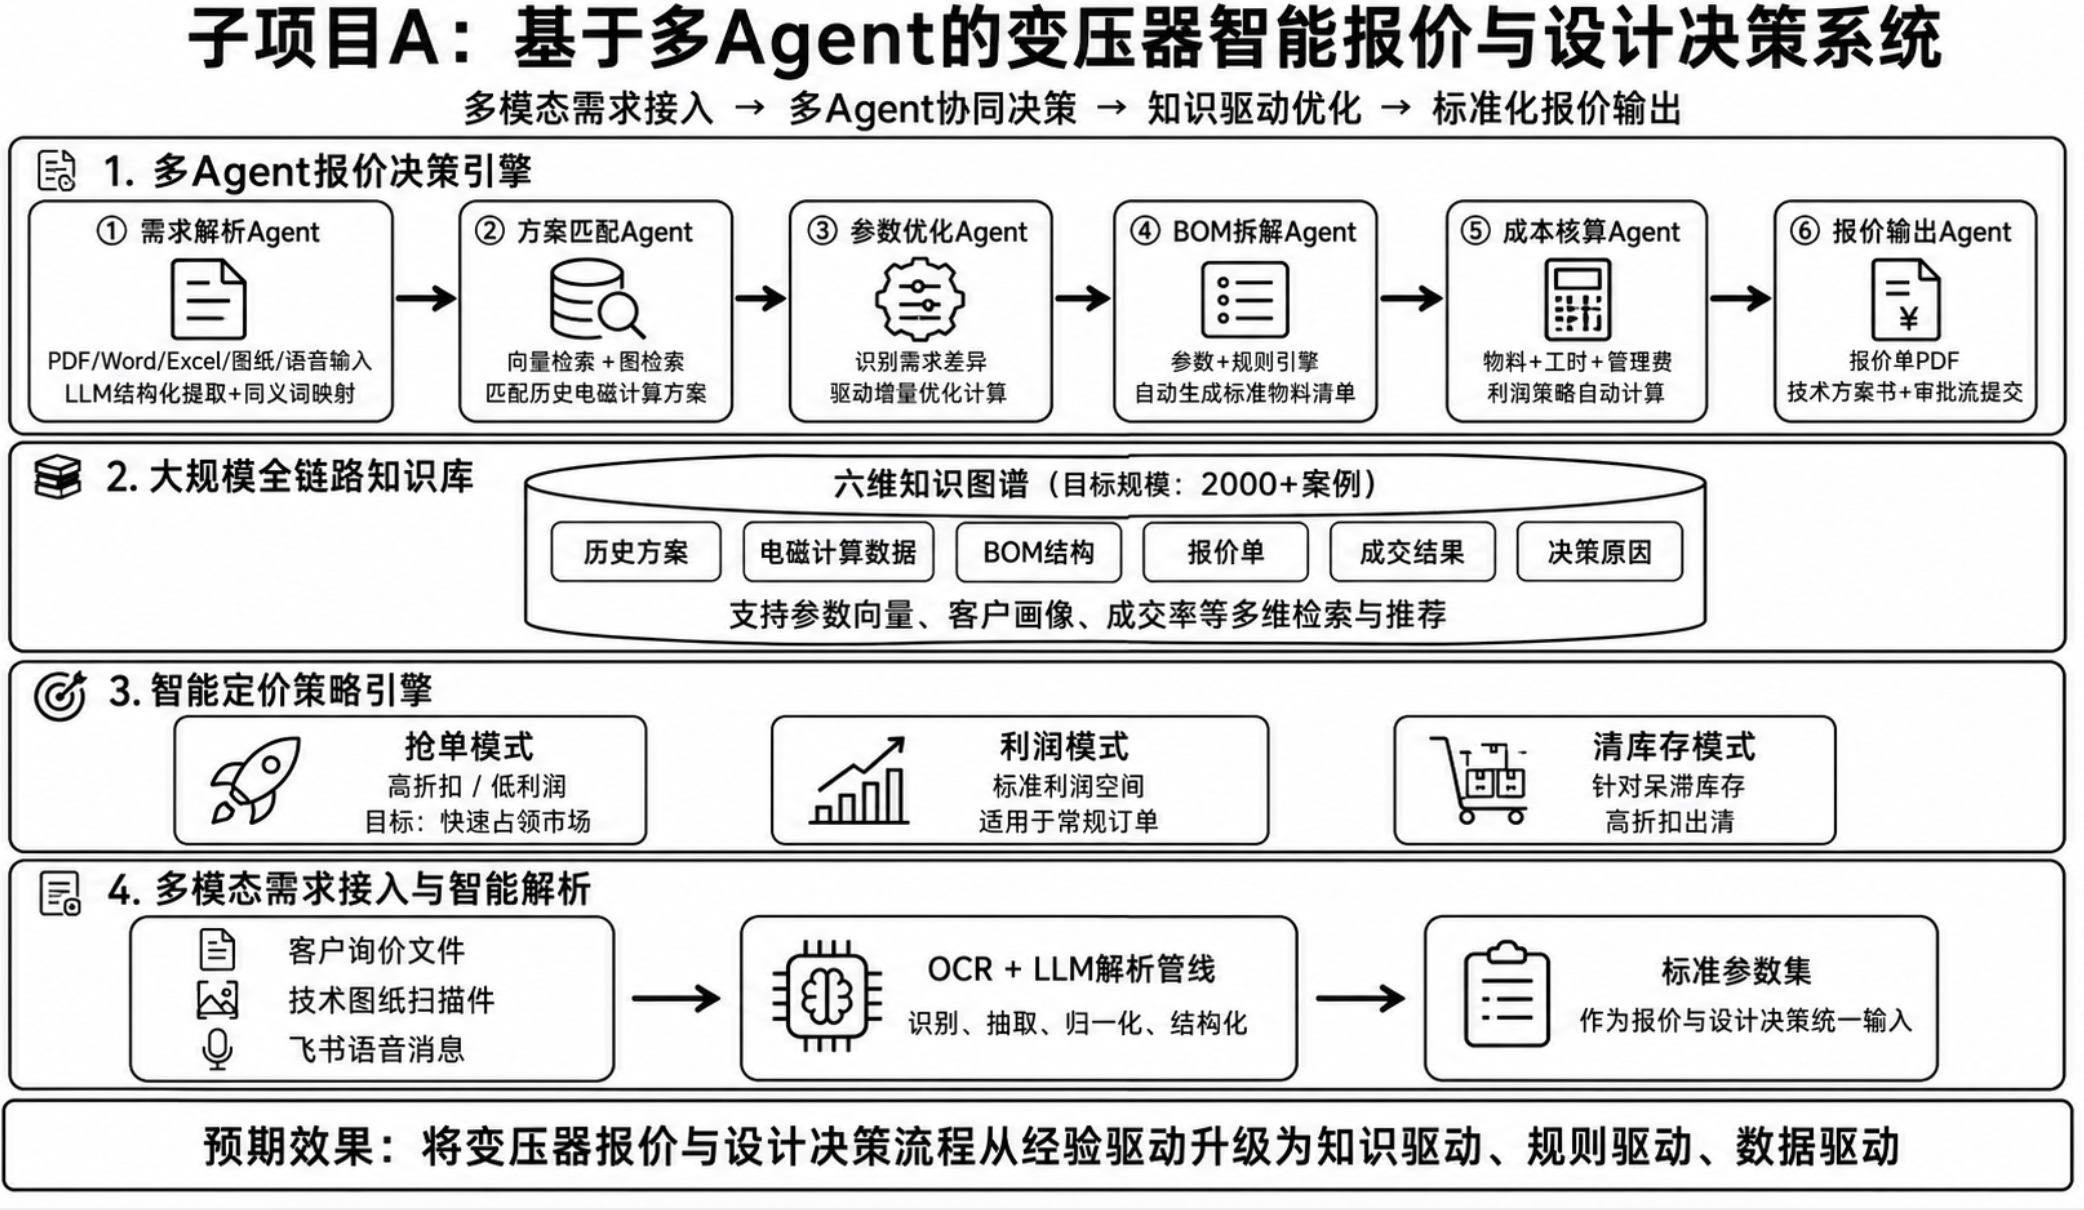 子项目A：基于多Agent的变压器智能报价与设计决策系统
多模态需求接入 → 多Agent协同决策 → 知识驱动优化 → 标准化报价输出
1. 多Agent报价决策引擎
① 需求解析Agent
PDF/Word/Excel/图纸/语音输入
LLM结构化提取+同义词映射
② 方案匹配Agent
向量检索+图检索
匹配历史电磁计算方案
③ 参数优化Agent
识别需求差异
驱动增量优化计算
④ BOM拆解Agent
参数+规则引擎
自动生成标准物料清单
⑤ 成本核算Agent
物料+工时+管理费
利润策略自动计算
⑥ 报价输出Agent
¥
报价单PDF
技术方案书+审批流提交
2. 大规模全链路知识库
六维知识图谱（目标规模：2000+案例）
历史方案
电磁计算数据
BOM结构
报价单
成交结果
决策原因
支持参数向量、客户画像、成交率等多维检索与推荐
3. 智能定价策略引擎
抢单模式
高折扣 / 低利润
目标：快速占领市场
利润模式
标准利润空间
适用于常规订单
清库存模式
针对呆滞库存
高折扣出清
4. 多模态需求接入与智能解析
客户询价文件
技术图纸扫描件
飞书语音消息
OCR + LLM解析管线
识别、抽取、归一化、结构化
标准参数集
作为报价与设计决策统一输入
预期效果：将变压器报价与设计决策流程从经验驱动升级为知识驱动、规则驱动、数据驱动